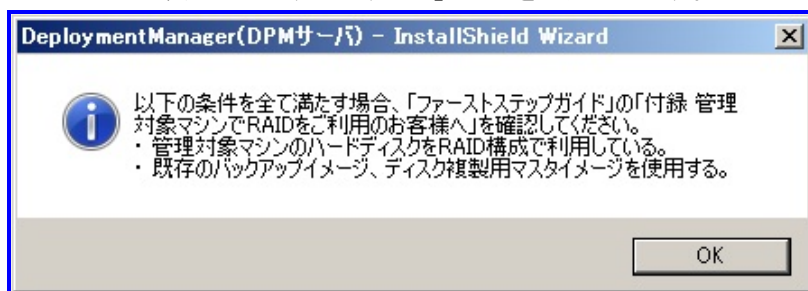 DeploymentManager(DPMサーバ) - InstallShield Wizard
以下の条件を全て満たす場合、「ファーストステップガイド」の「付録 管理
対象マシンでRAIDをご利用のお客様へ」を確認してください。
・ 管理対象マシンのハードディスクをRAID構成で利用している。
・ 既存のバックアップイメージ、ディスク複製用マスタイメージを使用する。
OK